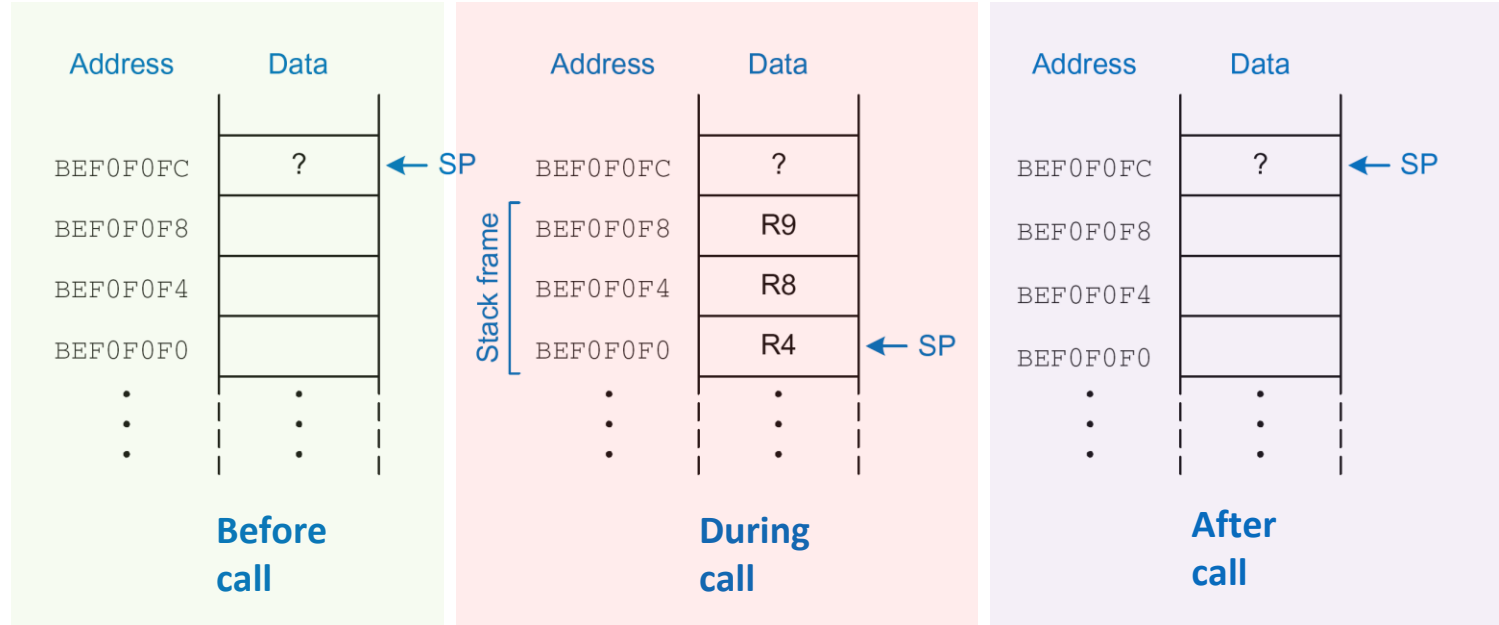 Address Data
BEF0F0FC ? SP
BEF0F0F8
BEF0F0F4
BEF0F0F0
Before
call
Address Data
BEF0F0FC ?
Stack frame
BEF0F0F8 R9
BEF0F0F4 R8
BEF0F0F0 R4 SP
During
call
Address Data
BEF0F0FC ? SP
BEF0F0F8
BEF0F0F4
BEF0F0F0
After
call